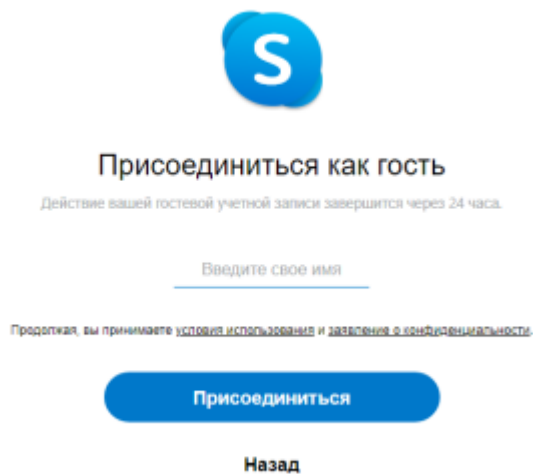 S
Присоединиться как гость
Действие вашей гостевой учетной записи завершится через 24 часа.
Введите свое имя
Продолжая, вы принимаете условия использования и заявление о конфиденциальности.
Присоединиться
Назад